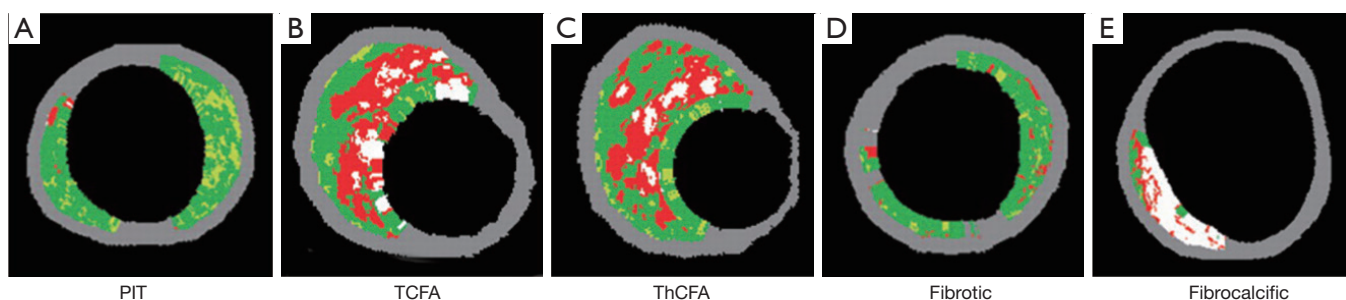 A
B
C
D
E
PIT
TCFA
ThCFA
Fibrotic
Fibrocalcific